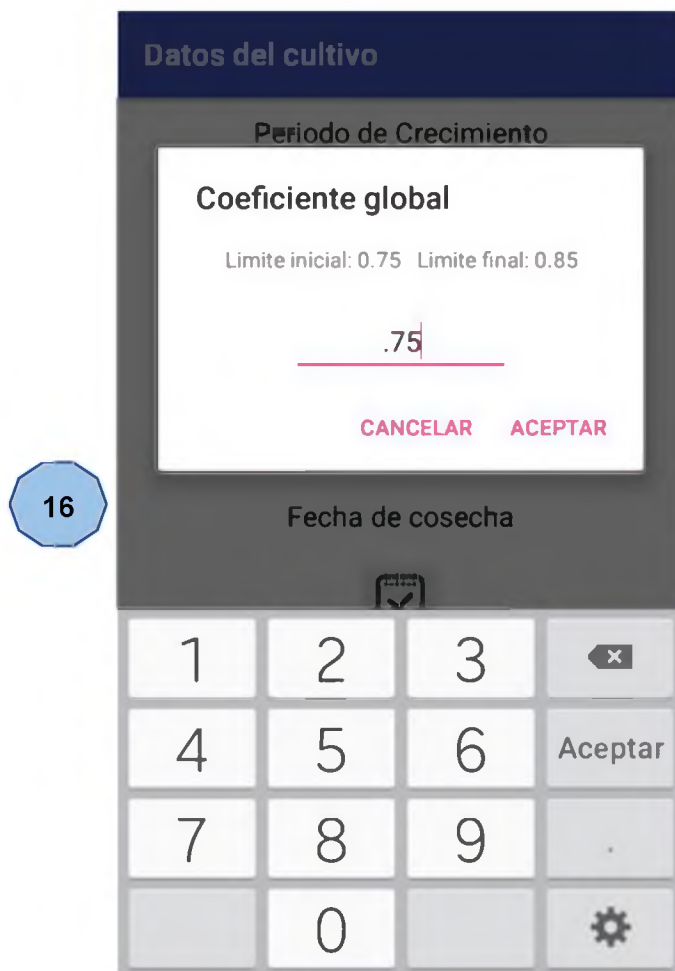 Datos del cultivo
Periodo de Crecimiento
Coeficiente global
Limite inicial: 0.75 Limite final: 0.85
.75
CANCELAR ACEPTAR
16
Fecha de cosecha
1 2 3
4 5 6 Aceptar
7 8 9 .
0